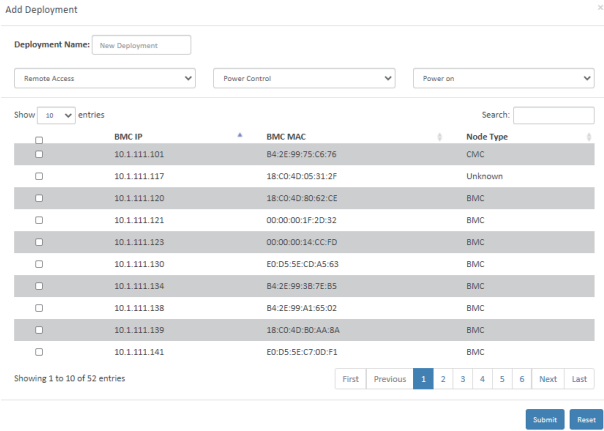 Add Deployment ×
Deployment Name: New Deployment
Remote Access Power Control Power on
Show 10 entries Search:
BMC IP BMC MAC Node Type
10.1.111.101 B4:2E:99:75:C6:76 CMC
10.1.111.117 18:C0:4D:05:31:2F Unknown
10.1.111.120 18:C0:4D:80:62:CE BMC
10.1.111.121 00:00:00:1F:2D:32 BMC
10.1.111.123 00:00:00:14:CC:FD BMC
10.1.111.130 E0:D5:5E:CD:A5:63 BMC
10.1.111.134 B4:2E:99:3B:7E:B5 BMC
10.1.111.138 B4:2E:99:A1:65:02 BMC
10.1.111.139 18:C0:4D:B0:AA:8A BMC
10.1.111.141 E0:D5:5E:C7:0D:F1 BMC
Showing 1 to 10 of 52 entries First Previous 1 2 3 4 5 6 Next Last
Submit Reset